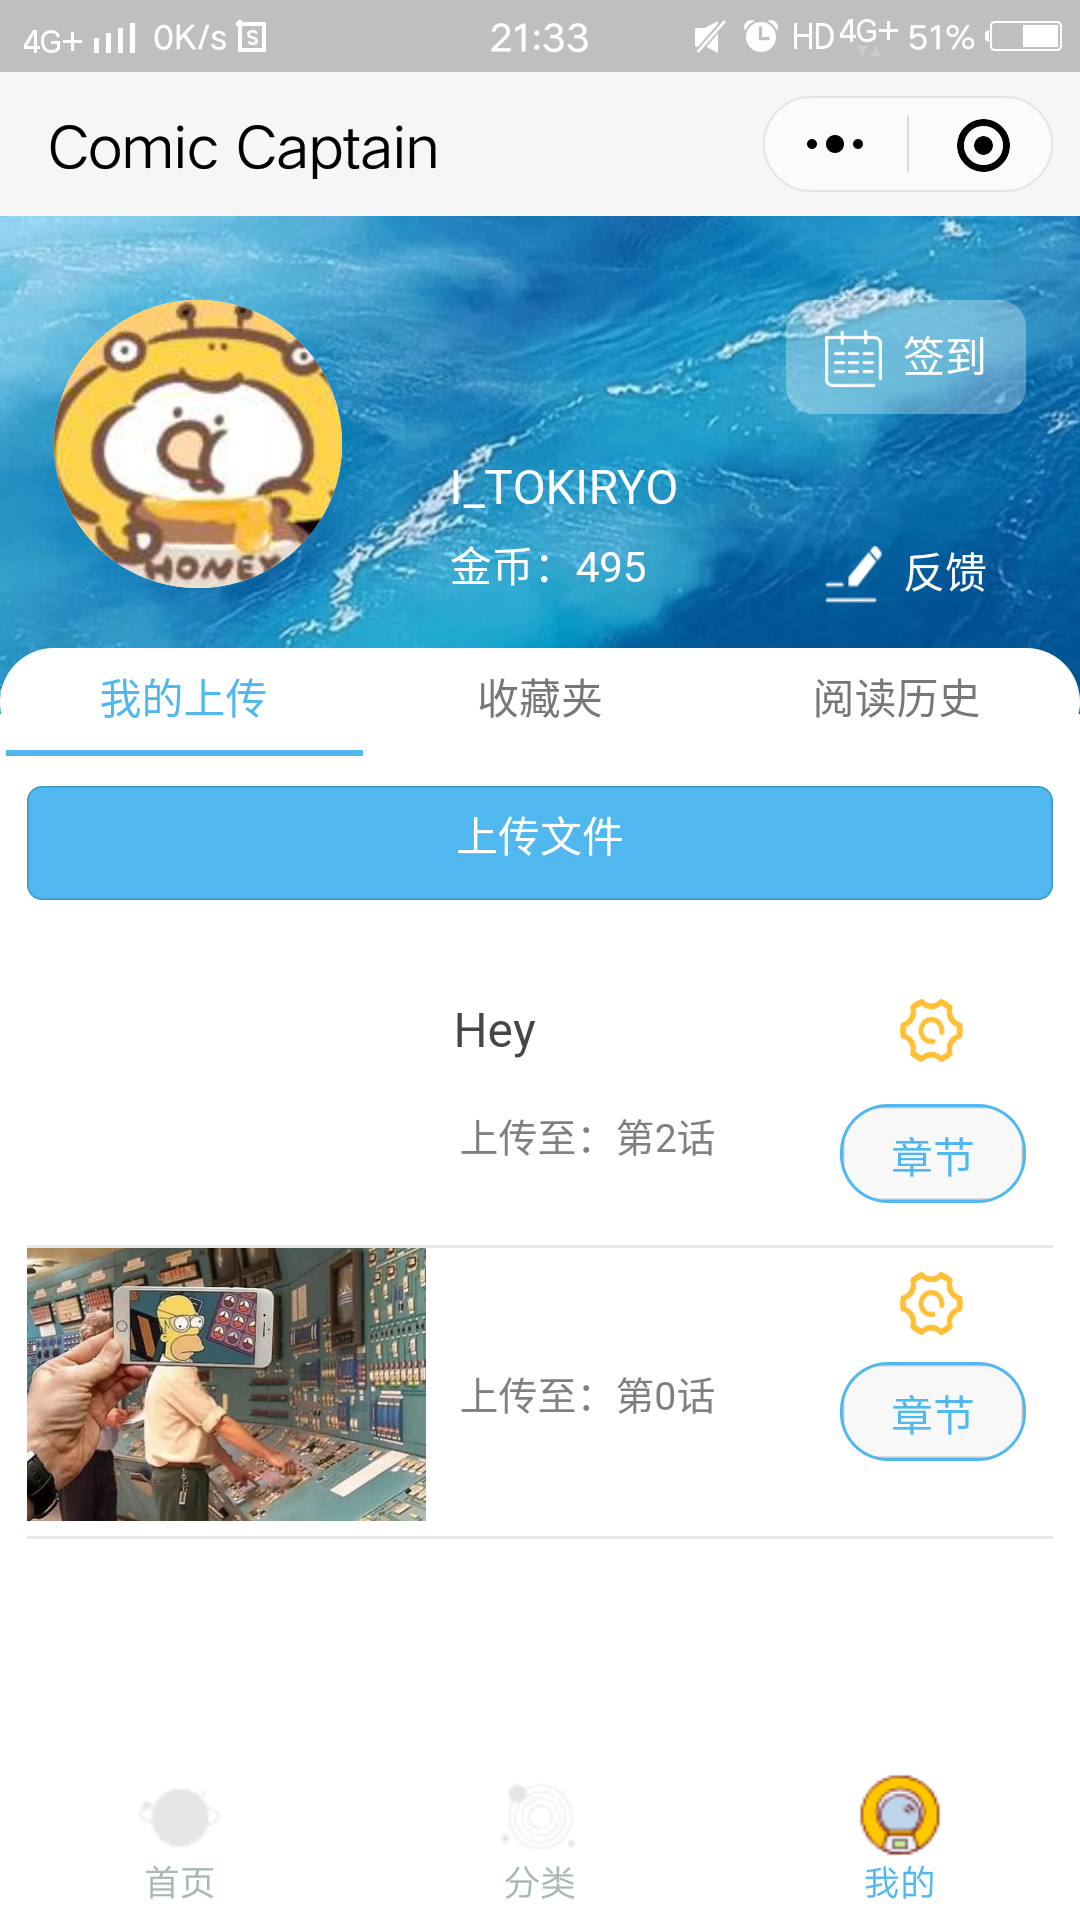 4G+ 0K/s S 21:33 HD 4G+ 51%
Comic Captain
签到
I_TOKIRYO
金币：495
反馈
HONEY
我的上传 收藏夹 阅读历史
上传文件
Hey
上传至：第2话
章节
上传至：第0话
章节
首页 分类 我的